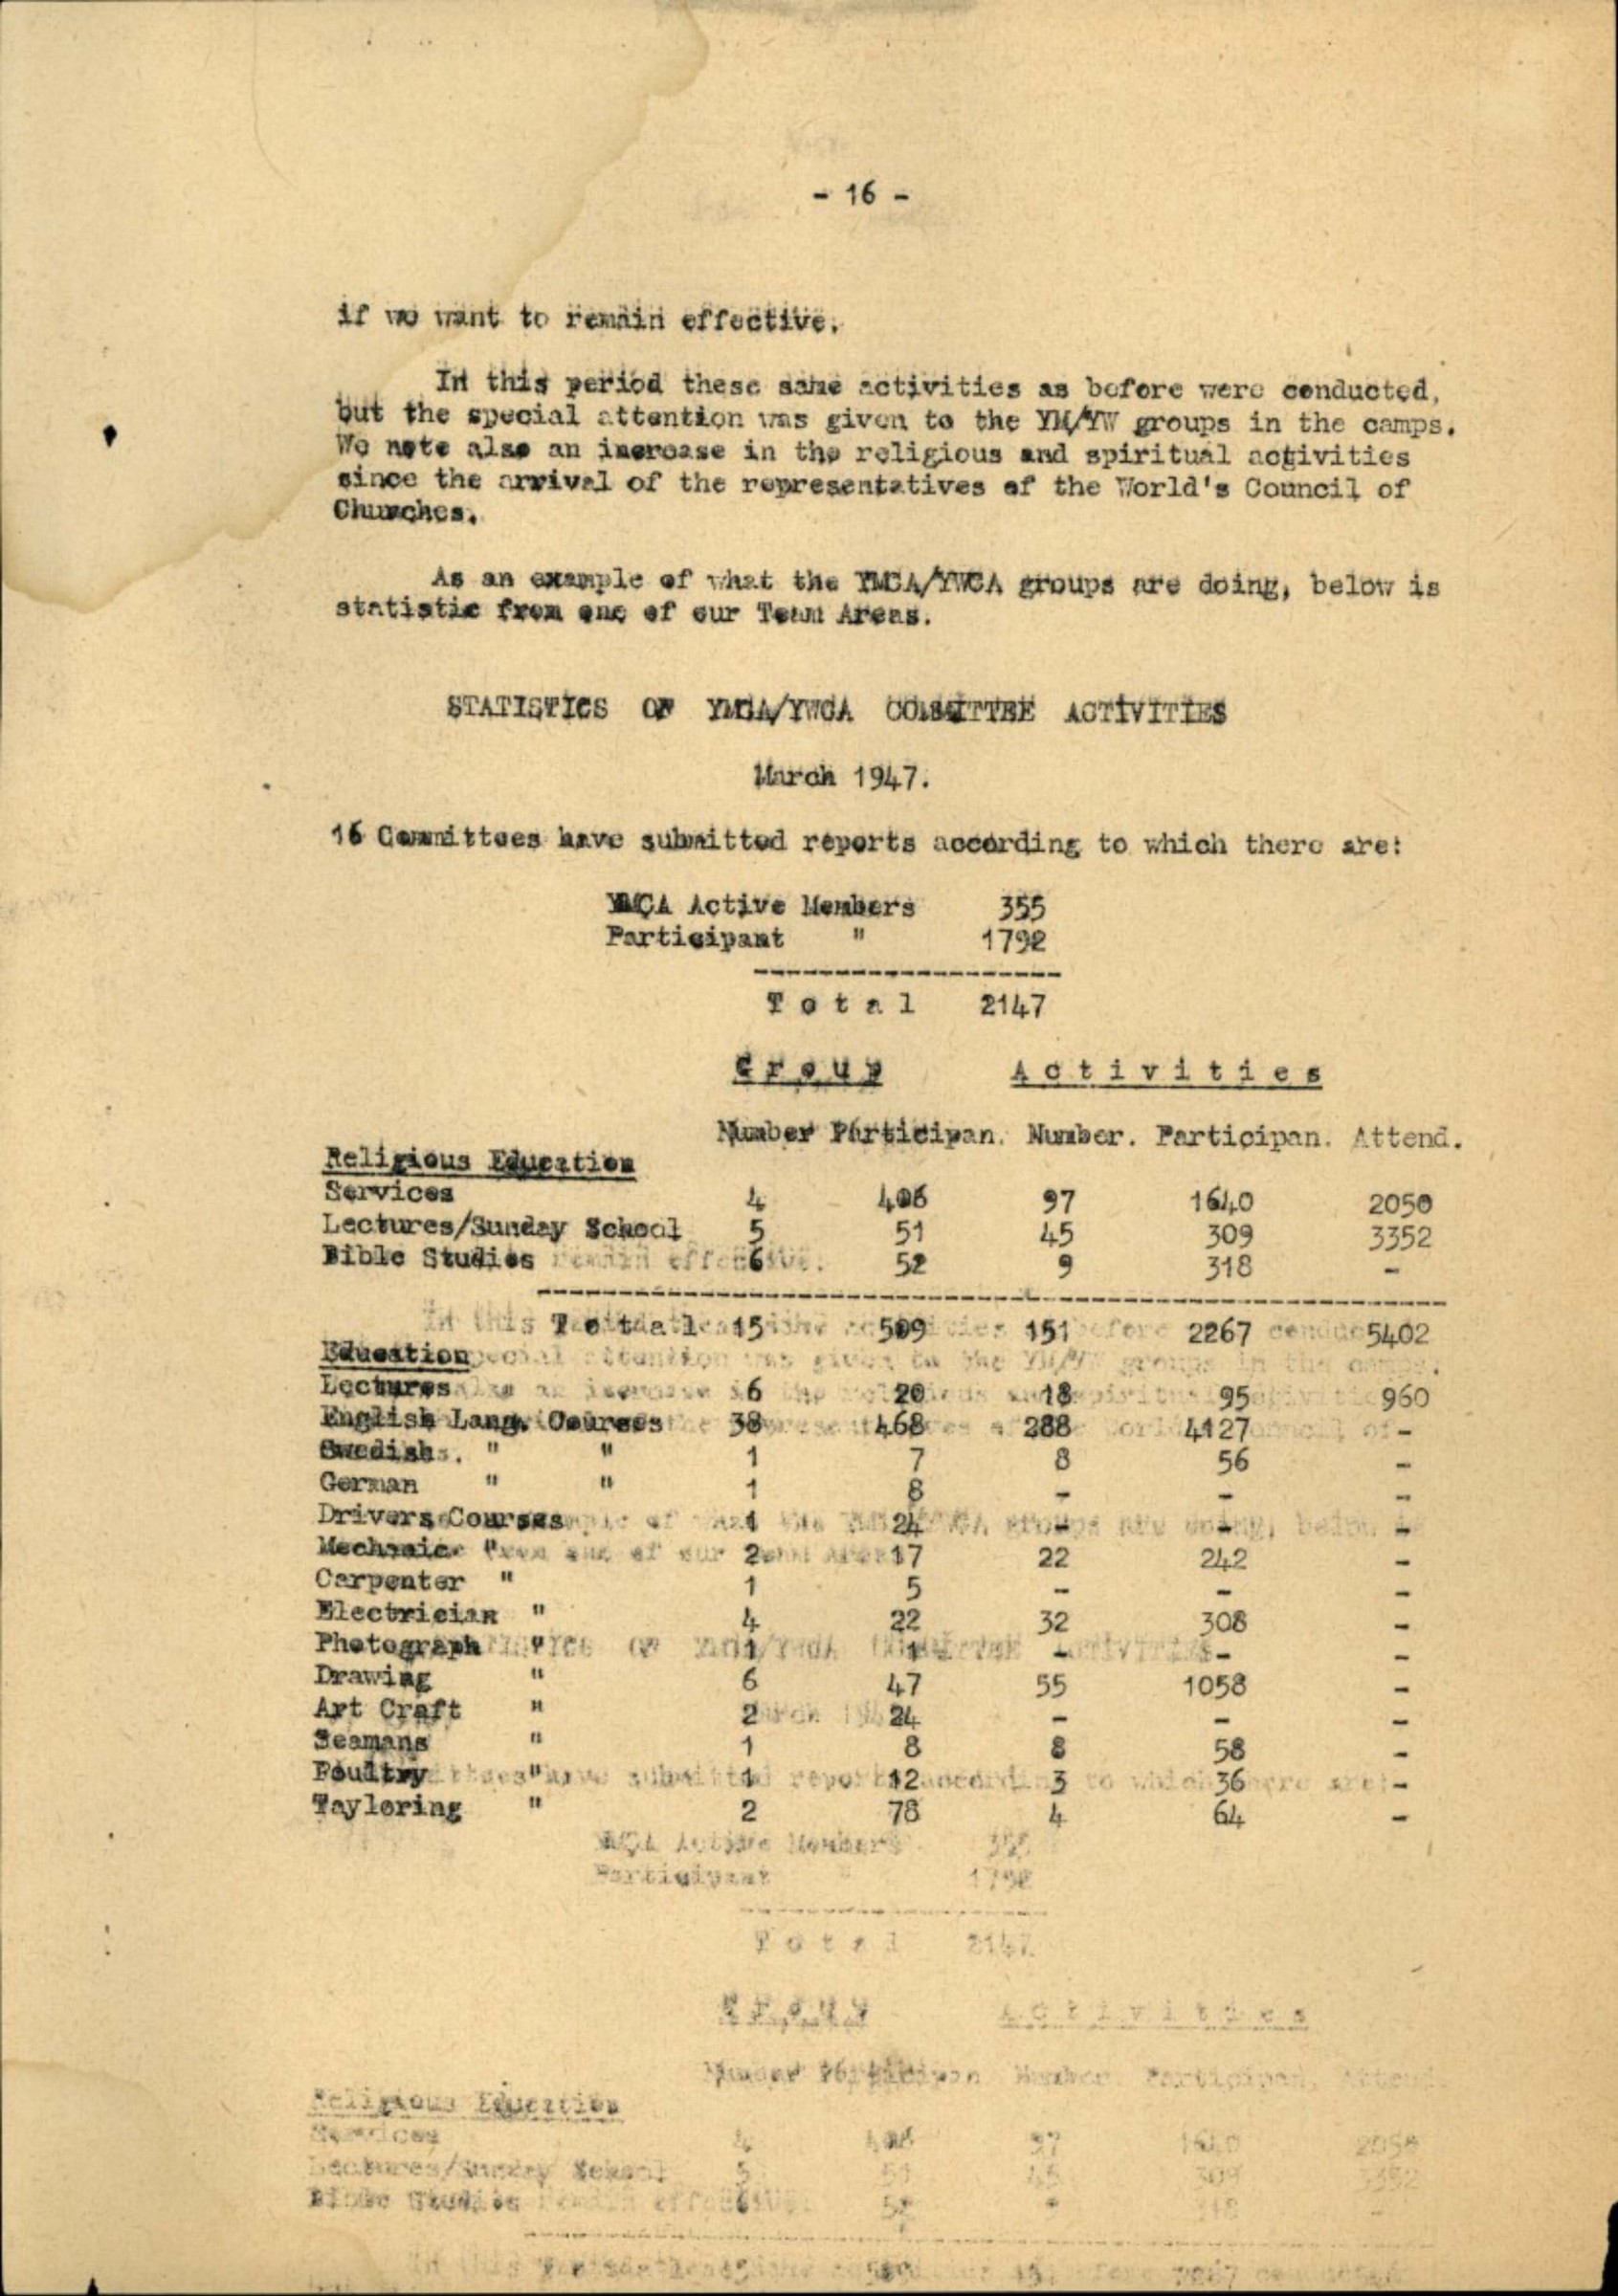 - 16 -
if we want to remain effective.
In this period these same activities as before were conducted,
but the special attention was given to the YM/YW groups in the camps.
We note also an increase in the religious and spiritual activities
since the arrival of the representatives of the World's Council of
Churches.
As an example of what the YMCA/YWCA groups are doing, below is
statistic from one of our Team Areas.
STATISTICS OF YMCA/YWCA COMMITTEE ACTIVITIES
March 1947.
16 Committees have submitted reports according to which there are:
YMCA Active Members 355
Participant " 1792
T o t a l 2147
G r o u p A c t i v i t i e s
Number Participan. Number. Participan. Attend.
Religious Education
Services 4 406 97 1640 2050
Lectures/Sunday School 5 51 45 309 3352
Bible Studies 6 52 9 318 -
T o t a l 15 509 151 2267 5402
Education
Lectures 6 20 18 95 960
English Lang. Courses 38 468 288 4127 -
Swedish " " 1 7 8 56 -
German " " 1 8 - - -
Drivers Courses 1 24 - - -
Mechanic 2 17 22 242 -
Carpenter " 1 5 - - -
Electrician " 4 22 32 308 -
Photograph " 1 - - -
Drawing " 6 47 55 1058 -
Art Craft " 2 24 - - -
Seamans " 1 8 8 58 -
Poultry " 1 12 3 36 -
Tayloring " 2 78 4 64 -